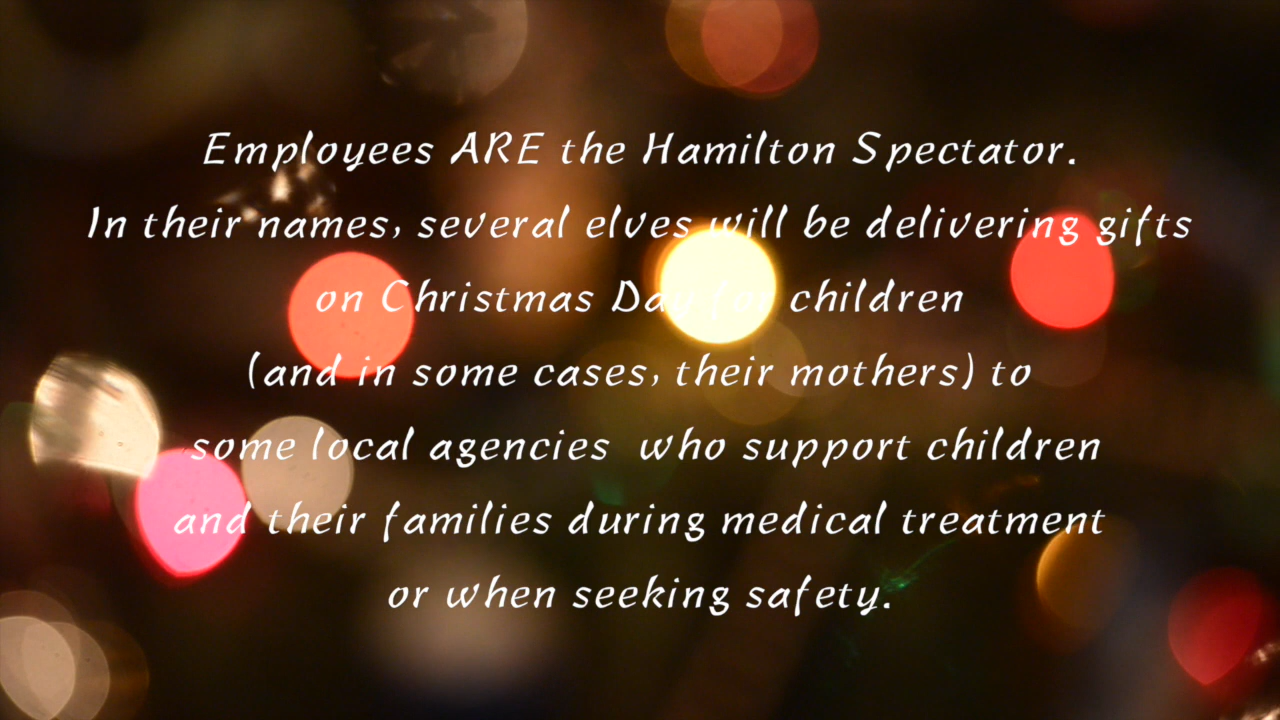 Employees ARE the Hamilton Spectator.
In their names, several elves will be delivering gifts
on Christmas Day for children
(and in some cases, their mothers) to
some local agencies  who support children
and their families during medical treatment
or when seeking safety.